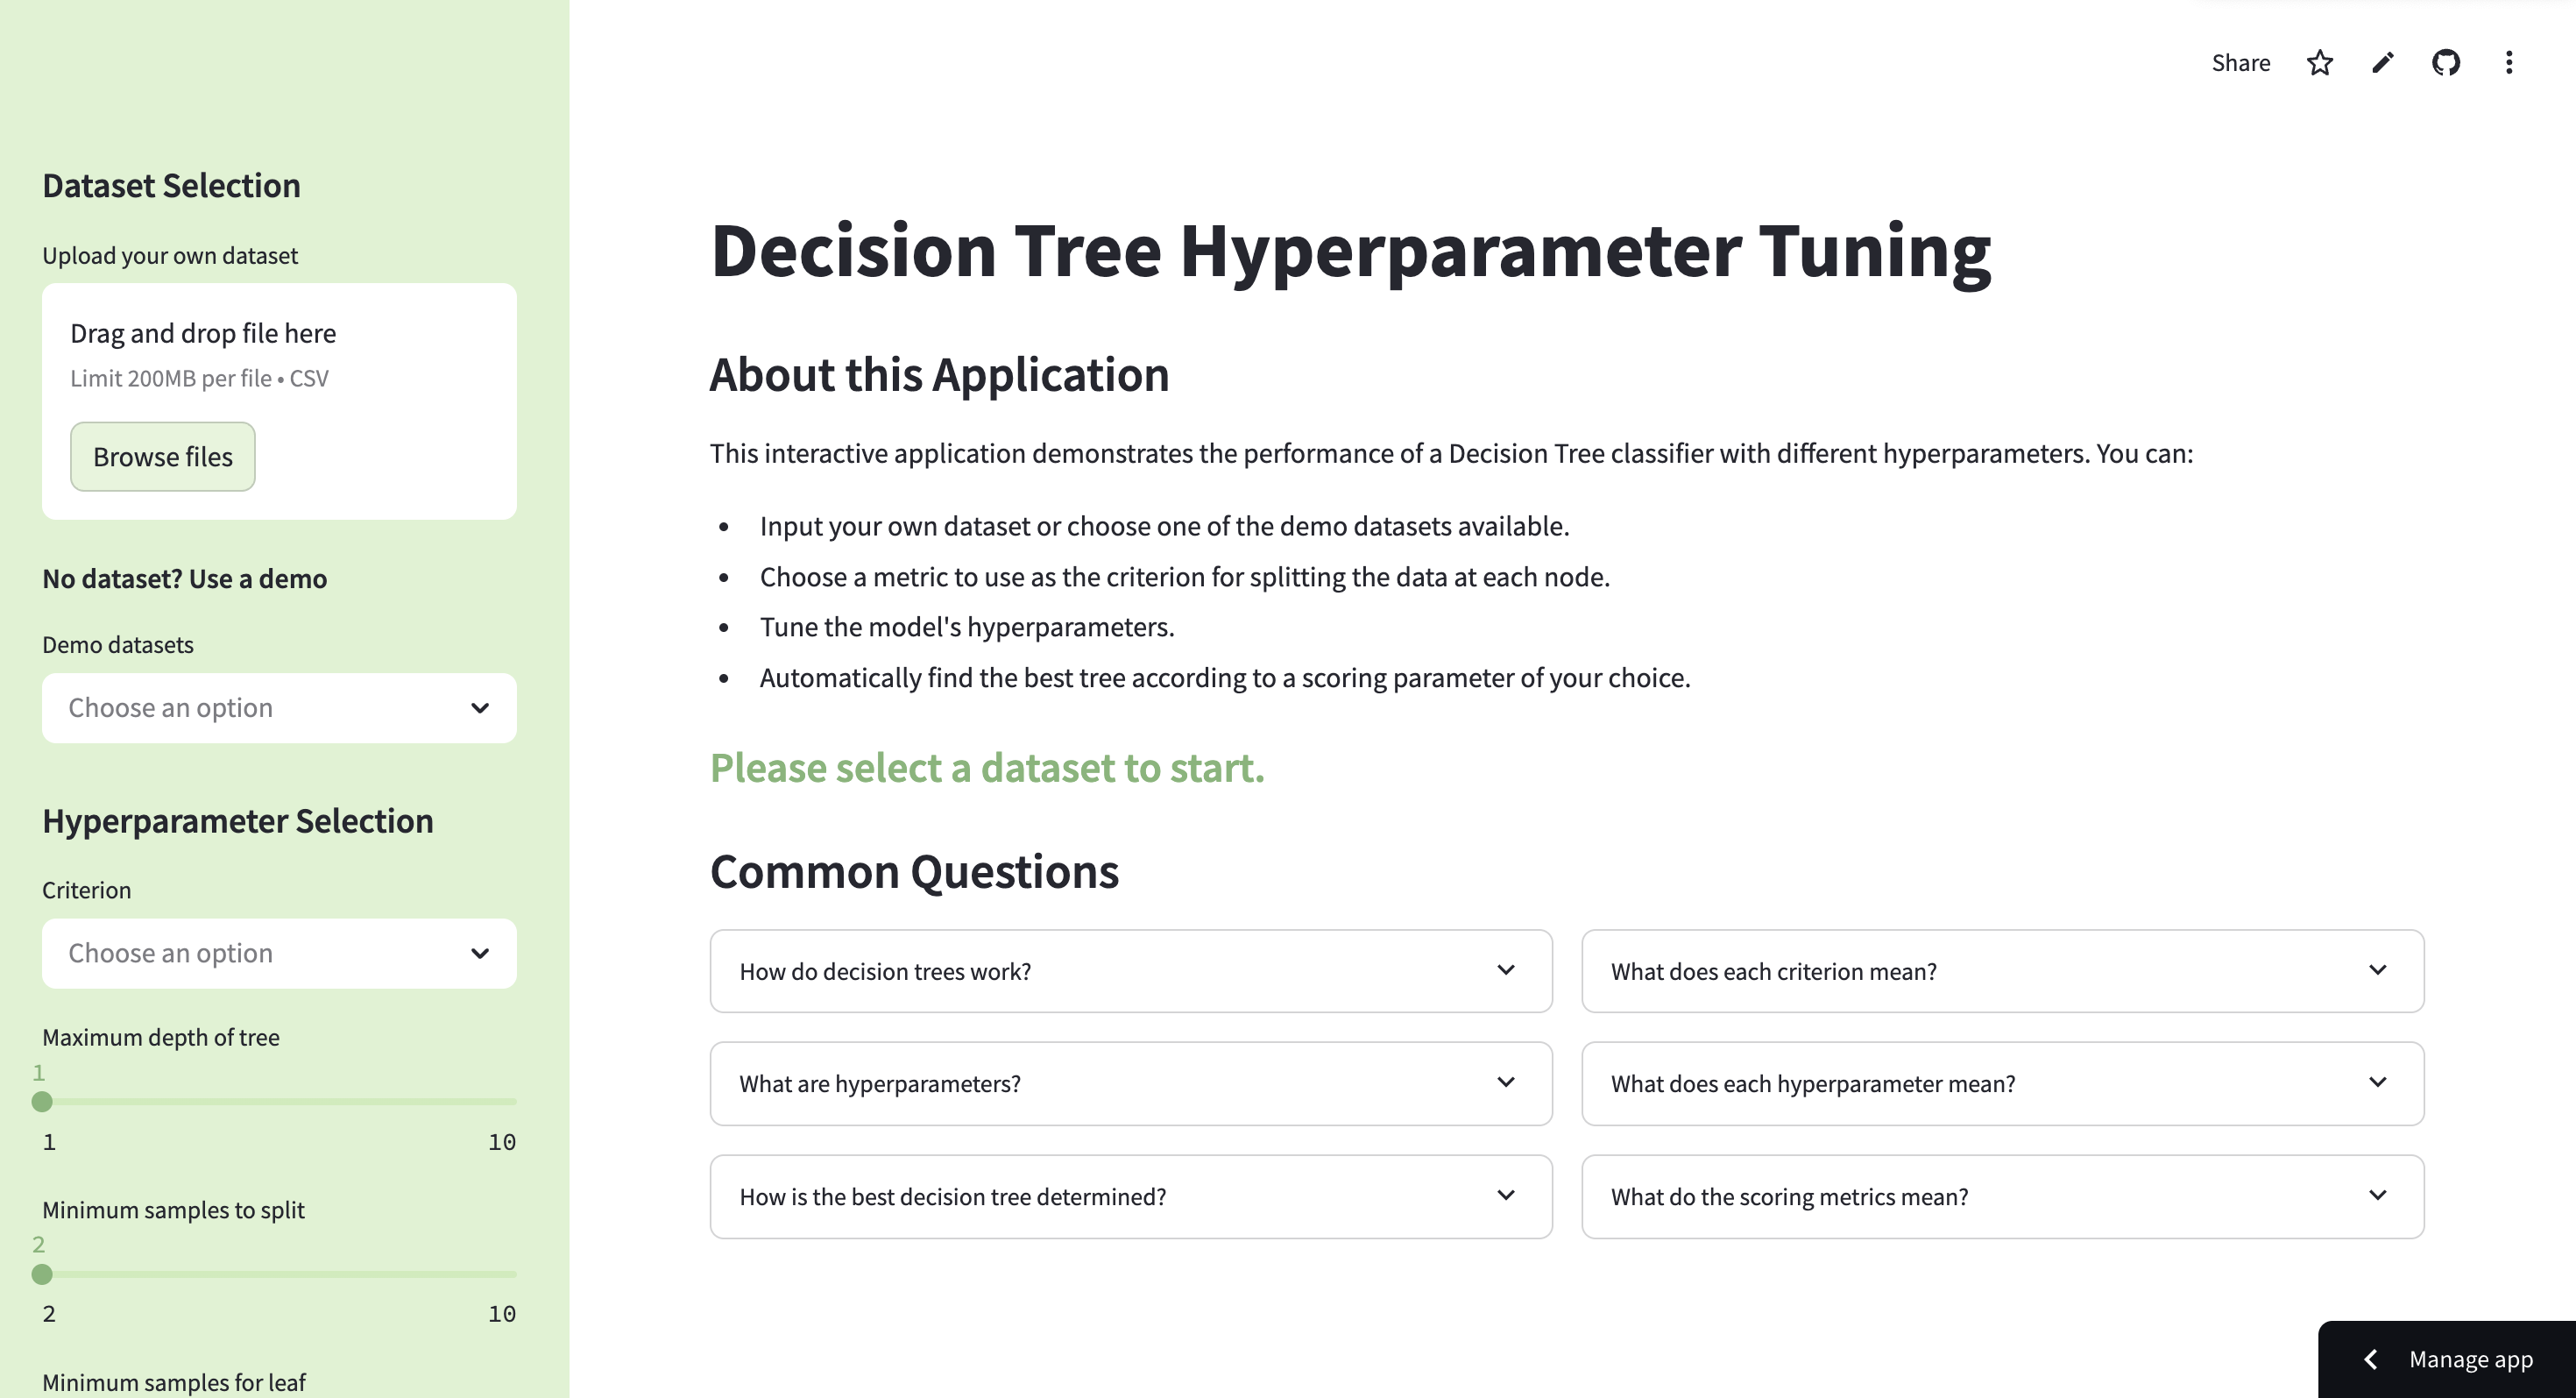 Share
Dataset Selection
Upload your own dataset
Drag and drop file here
Limit 200MB per file • CSV
Browse files
No dataset? Use a demo
Demo datasets
Choose an option
Hyperparameter Selection
Criterion
Choose an option
Maximum depth of tree
1
1 10
Minimum samples to split
2
2 10
Minimum samples for leaf
Decision Tree Hyperparameter Tuning
About this Application
This interactive application demonstrates the performance of a Decision Tree classifier with different hyperparameters. You can:
• Input your own dataset or choose one of the demo datasets available.
• Choose a metric to use as the criterion for splitting the data at each node.
• Tune the model's hyperparameters.
• Automatically find the best tree according to a scoring parameter of your choice.
Please select a dataset to start.
Common Questions
How do decision trees work?
What does each criterion mean?
What are hyperparameters?
What does each hyperparameter mean?
How is the best decision tree determined?
What do the scoring metrics mean?
Manage app